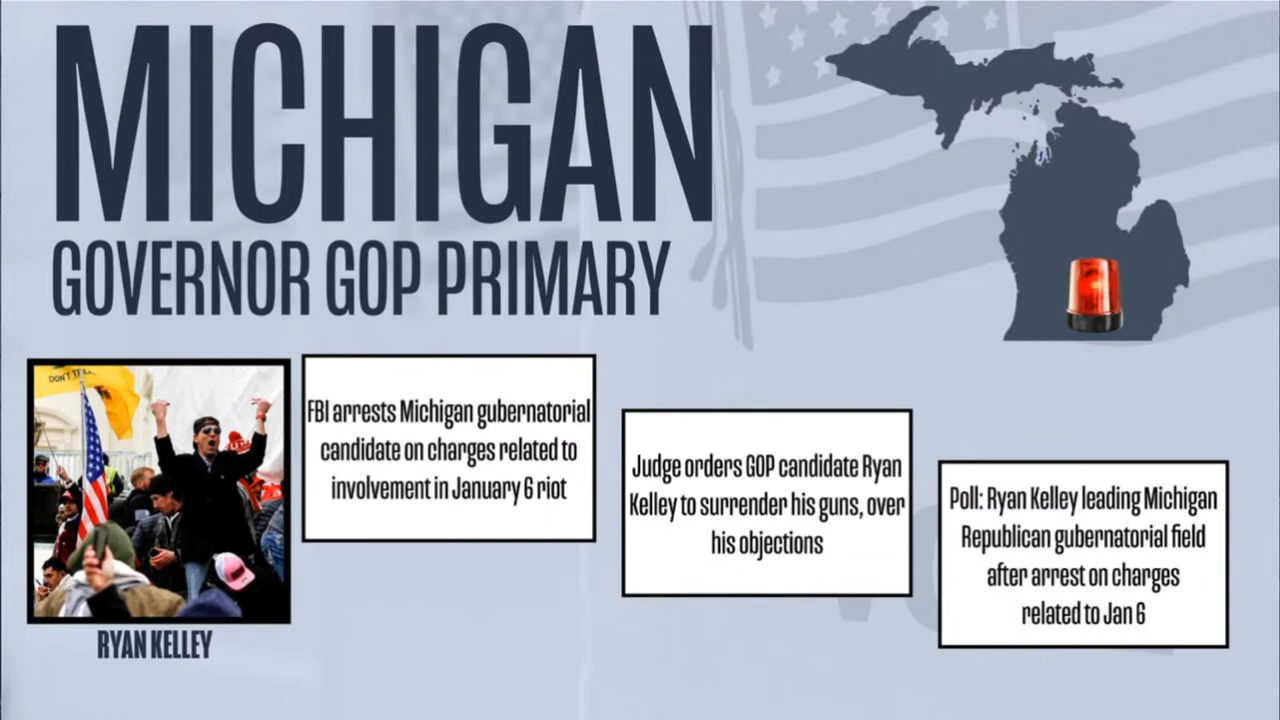 MICHIGAN
GOVERNOR GOP PRIMARY
DON'T
RYAN KELLEY
FBI arrests Michigan gubernatorial
candidate on charges related to
involvement in January 6 riot
Judge orders GOP candidate Ryan
Kelley to surrender his guns, over
his objections
Poll: Ryan Kelley leading Michigan
Republican gubernatorial field
after arrest on charges
related to Jan 6